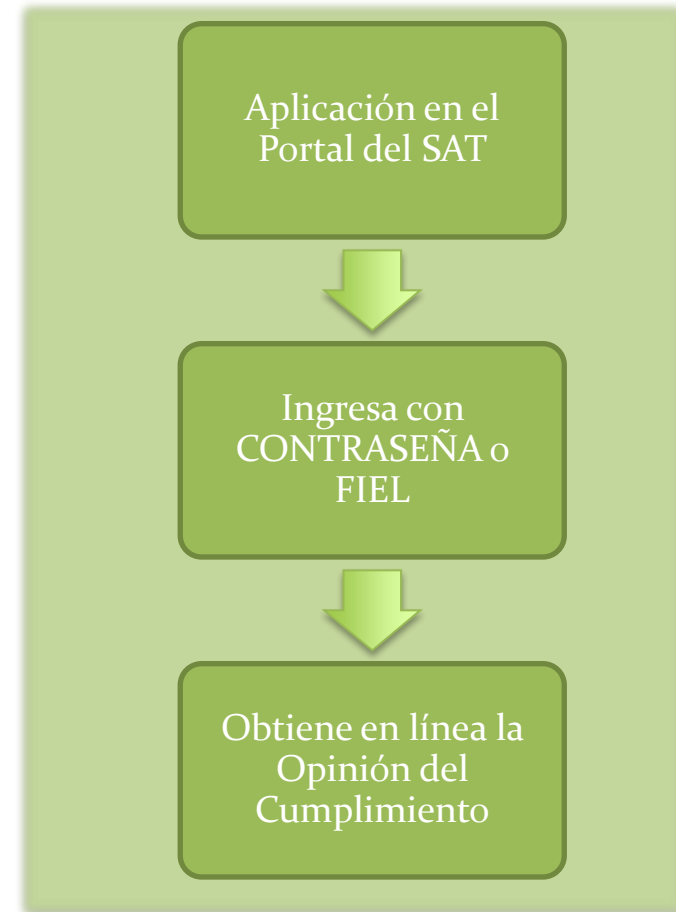 Aplicación en el
Portal del SAT
Ingresa con
CONTRASEÑA o
FIEL
Obtiene en línea la
Opinión del
Cumplimiento